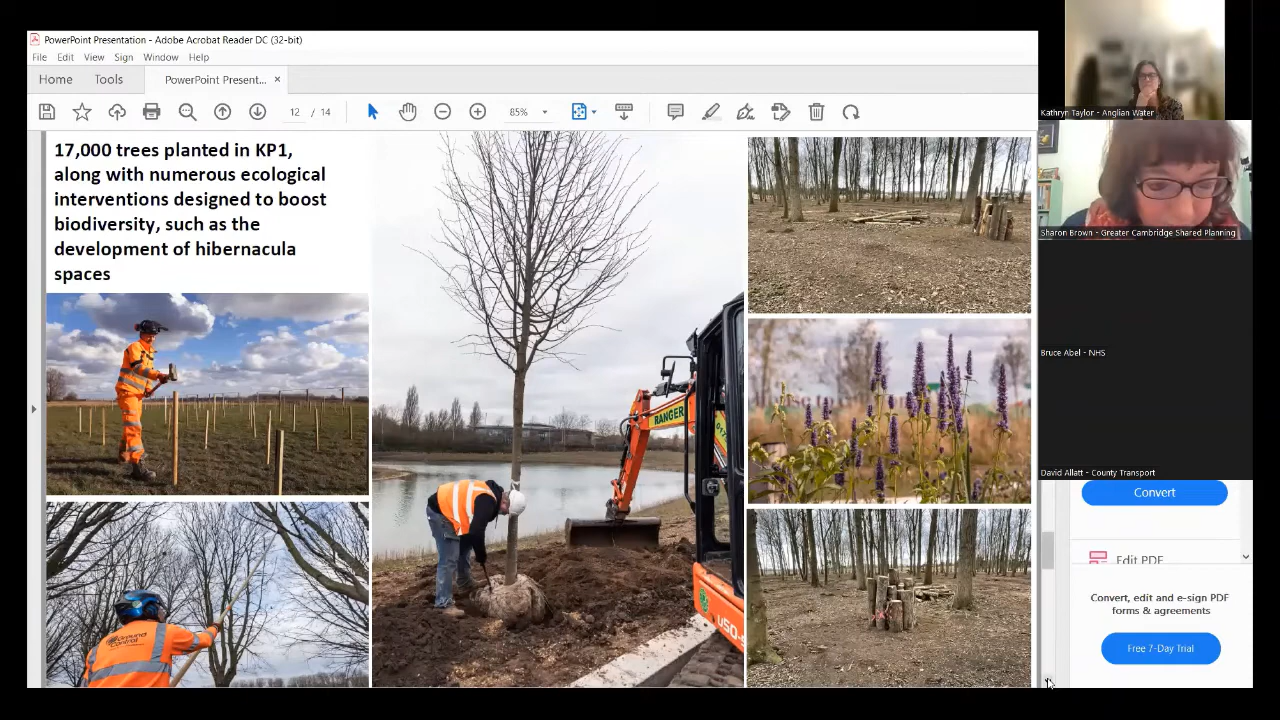 PowerPoint Presentation - Adobe Acrobat Reader DC (32-bit)
File Edit View Sign Window Help
Home Tools PowerPoint Present... ×
12 / 14 85%
17,000 trees planted in KP1,
along with numerous ecological
interventions designed to boost
biodiversity, such as the
development of hibernacula
spaces
RANGER
Ground
Control
Kathryn Taylor - Anglian Water
Sharon Brown - Greater Cambridge Shared Planning
Bruce Abel - NHS
David Allatt - County Transport
Convert
Edit PDF
Convert, edit and e-sign PDF
forms & agreements
Free 7-Day Trial